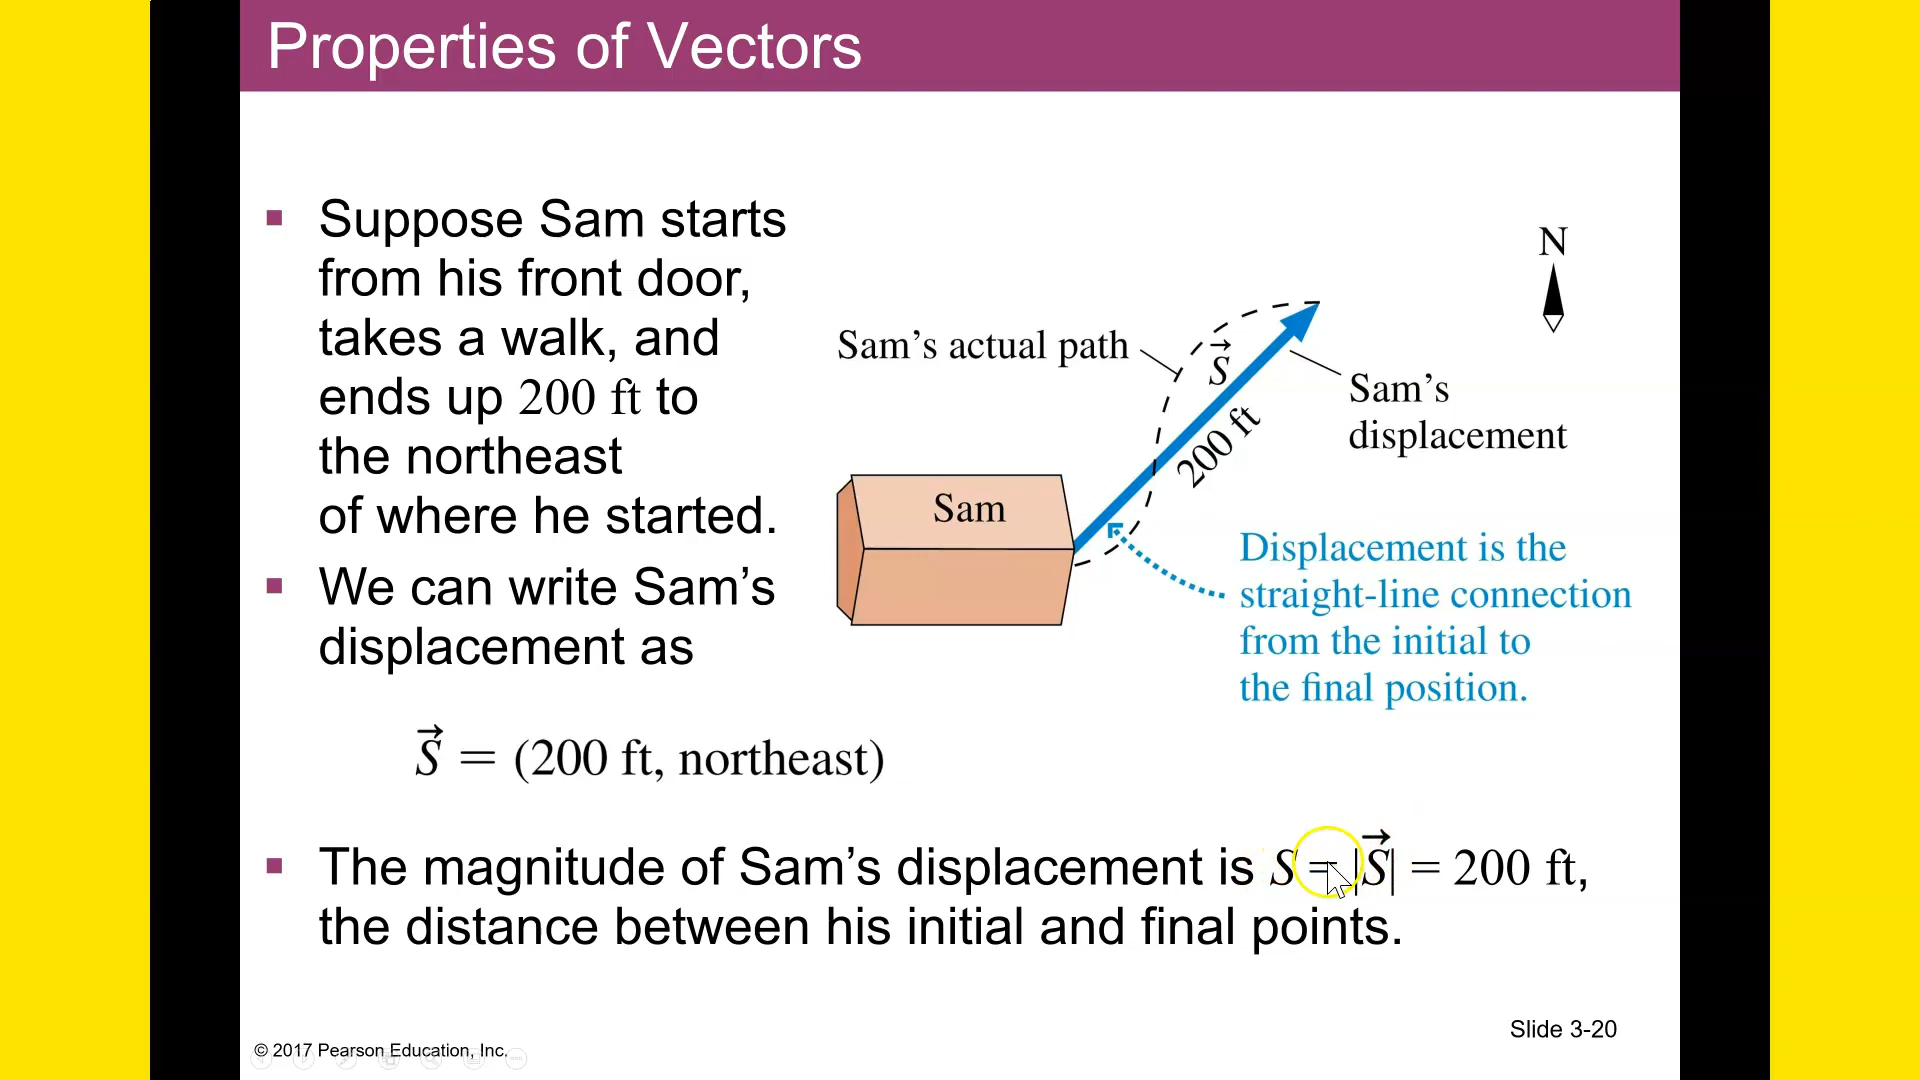 Properties of Vectors
▪ Suppose Sam starts
from his front door,
takes a walk, and
ends up 200 ft to
the northeast
of where he started.
▪ We can write Sam’s
displacement as
S⃗ = (200 ft, northeast)
N
Sam’s actual path
S⃗
200 ft
Sam’s
displacement
Sam
Displacement is the
straight-line connection
from the initial to
the final position.
▪ The magnitude of Sam’s displacement is S = |S⃗| = 200 ft,
the distance between his initial and final points.
Slide 3-20
© 2017 Pearson Education, Inc.